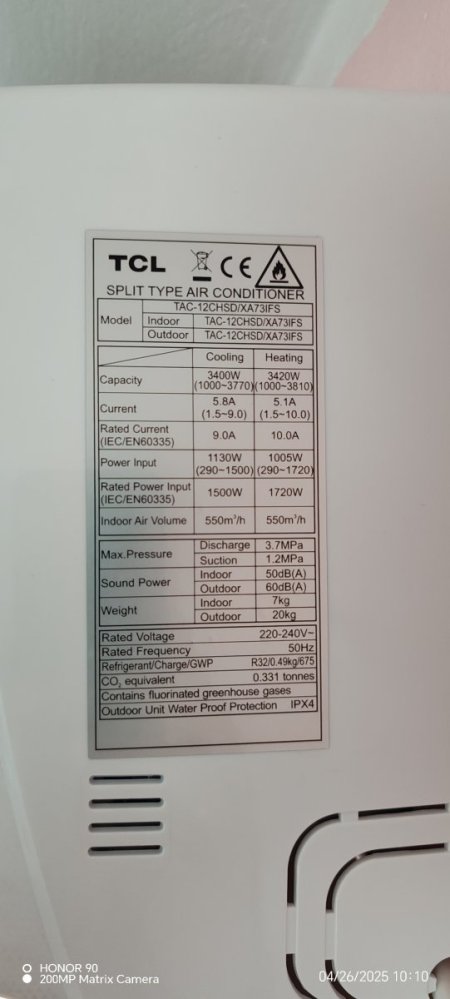 TCL CE
SPLIT TYPE AIR CONDITIONER
Model TAC-12CHSD/XA73IFS
Indoor TAC-12CHSD/XA73IFS
Outdoor TAC-12CHSD/XA73IFS
Cooling Heating
Capacity 3400W (1000~3770) 3420W (1000~3810)
Current 5.8A (1.5~9.0) 5.1A (1.5~10.0)
Rated Current (IEC/EN60335) 9.0A 10.0A
Power Input 1130W (290~1500) 1005W (290~1720)
Rated Power Input (IEC/EN60335) 1500W 1720W
Indoor Air Volume 550m³/h 550m³/h
Max.Pressure Discharge 3.7MPa
Suction 1.2MPa
Sound Power Indoor 50dB(A)
Outdoor 60dB(A)
Weight Indoor 7kg
Outdoor 20kg
Rated Voltage 220-240V~
Rated Frequency 50Hz
Refrigerant/Charge/GWP R32/0.49kg/675
CO₂ equivalent 0.331 tonnes
Contains fluorinated greenhouse gases
Outdoor Unit Water Proof Protection IPX4
HONOR 90
200MP Matrix Camera
04/26/2025 10:10